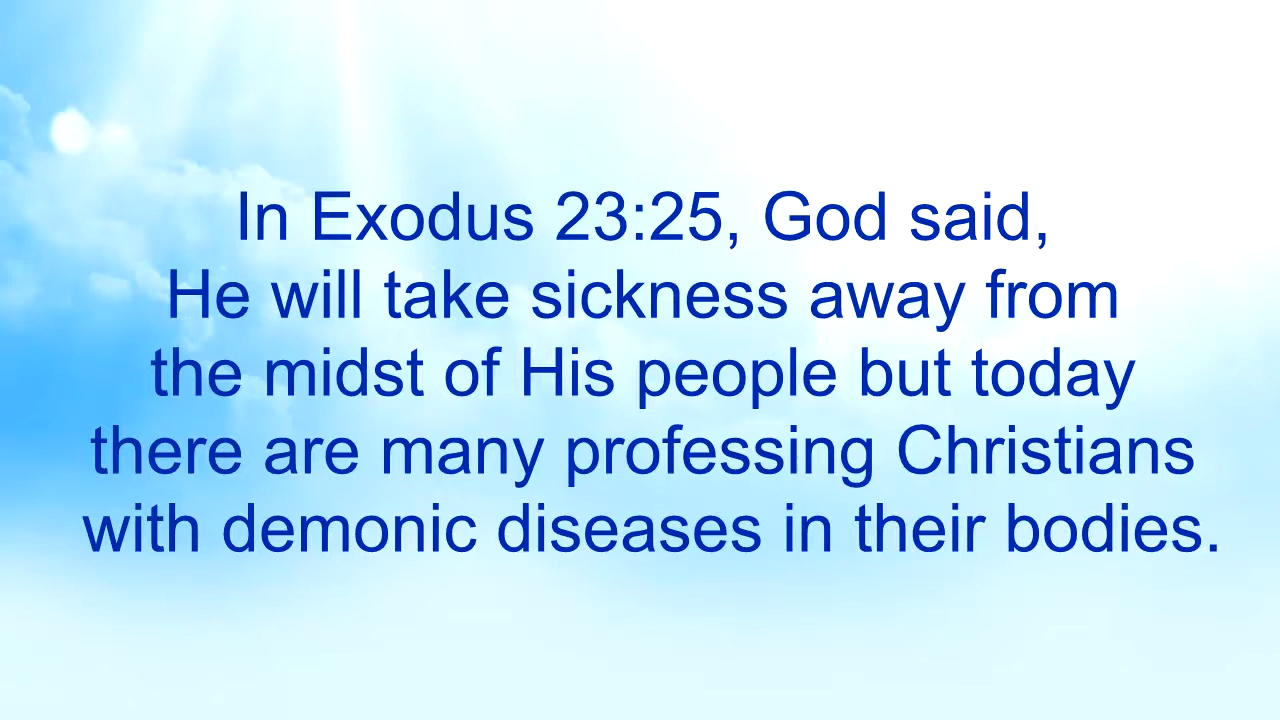 In Exodus 23:25, God said,
He will take sickness away from
the midst of His people but today
there are many professing Christians
with demonic diseases in their bodies.